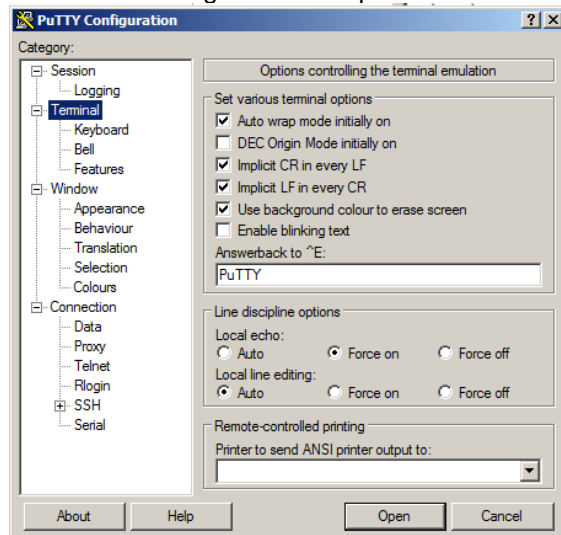 PuTTY Configuration
Category:
Session
Logging
Terminal
Keyboard
Bell
Features
Window
Appearance
Behaviour
Translation
Selection
Colours
Connection
Data
Proxy
Telnet
Rlogin
SSH
Serial
Options controlling the terminal emulation
Set various terminal options
Auto wrap mode initially on
DEC Origin Mode initially on
Implicit CR in every LF
Implicit LF in every CR
Use background colour to erase screen
Enable blinking text
Answerback to ^E:
PuTTY
Line discipline options
Local echo:
Auto Force on Force off
Local line editing:
Auto Force on Force off
Remote-controlled printing
Printer to send ANSI printer output to:
About Help Open Cancel